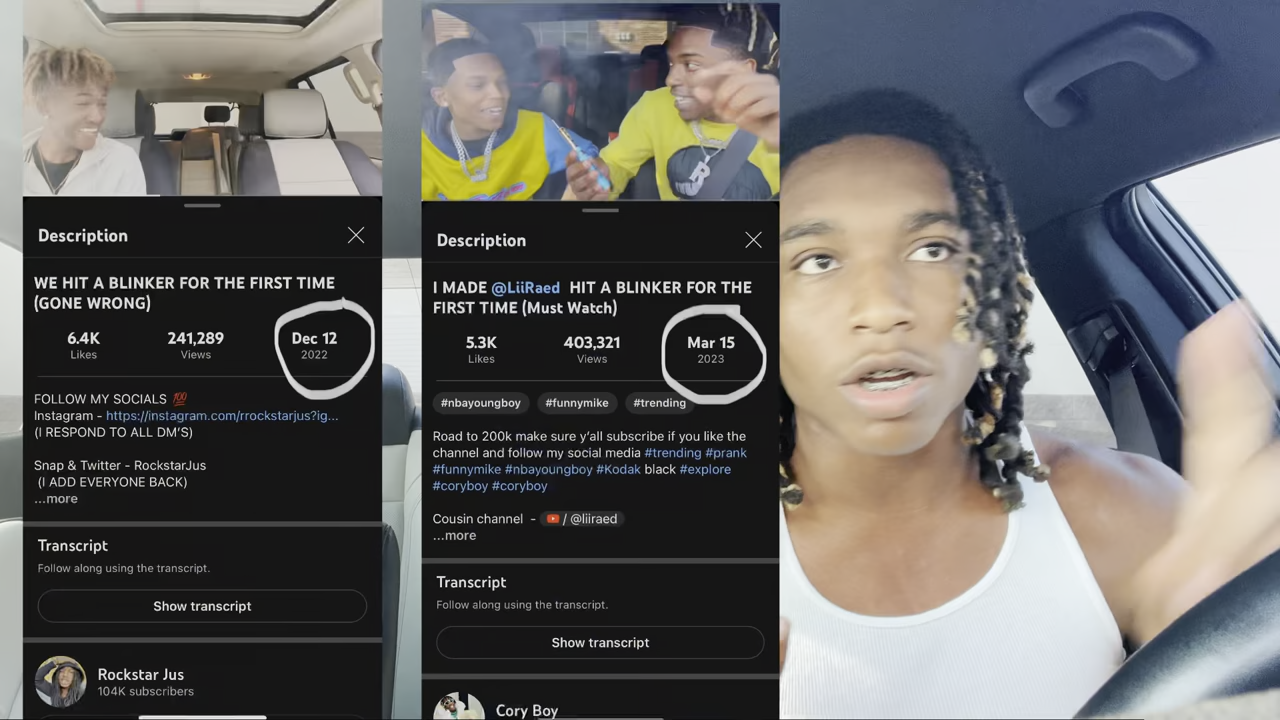 Description
WE HIT A BLINKER FOR THE FIRST TIME
(GONE WRONG)
6.4K
241,289
Dec 12
Likes
Views
2022
FOLLOW MY SOCIALS 💯
Instagram - https://instagram.com/rrockstarjus?ig...
(I RESPOND TO ALL DM'S)
Snap & Twitter - RockstarJus
(I ADD EVERYONE BACK)
...more
Transcript
Follow along using the transcript.
Show transcript
Rockstar Jus
104K subscribers
Description
I MADE @LiiRaed HIT A BLINKER FOR THE
FIRST TIME (Must Watch)
5.3K
403,321
Mar 15
Likes
Views
2023
#nbayoungboy
#funnymike
#trending
Road to 200k make sure y'all subscribe if you like the
channel and follow my social media #trending #prank
#funnymike #nbayoungboy #Kodak black #explore
#coryboy #coryboy
Cousin channel - / @liiraed
...more
Transcript
Follow along using the transcript.
Show transcript
Cory Boy
R